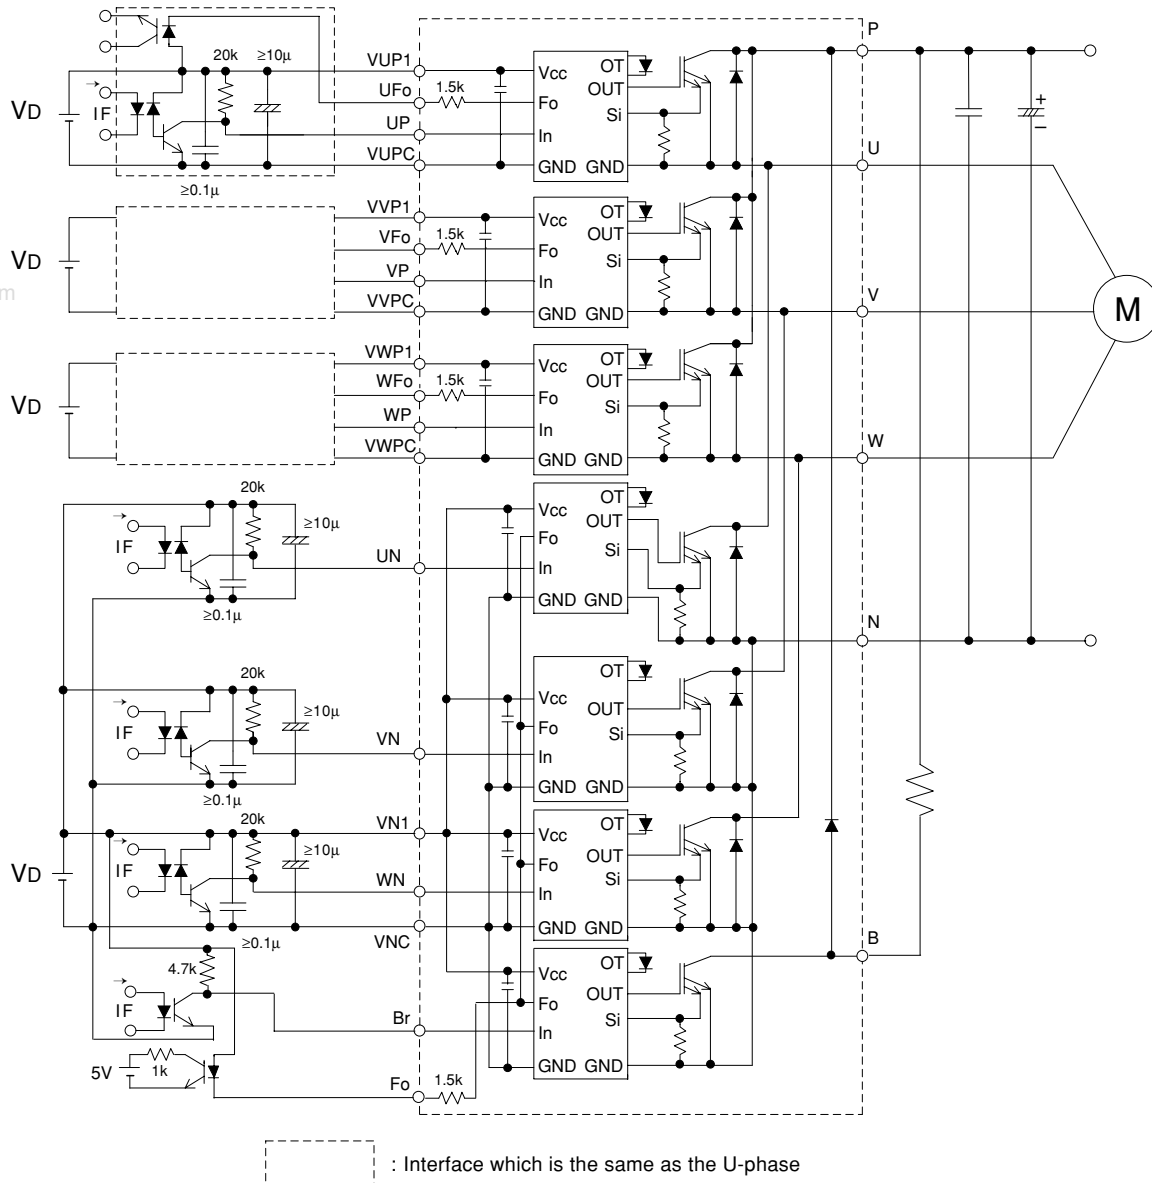 P
20k
≥10μ
VUP1
Vcc
OT
UFo
1.5k
OUT
VD
IF
Fo
Si
+
–
UP
In
U
VUPC
GND GND
≥0.1μ
VVP1
Vcc
OT
VFo
1.5k
OUT
VD
Fo
Si
VP
In
m
V
VVPC
GND GND
M
VWP1
Vcc
OT
WFo
1.5k
OUT
VD
Fo
Si
WP
In
W
VWPC
GND GND
20k
≥10μ
Vcc
OT
OUT
IF
Fo
Si
UN
In
GND GND
≥0.1μ
N
20k
≥10μ
Vcc
OT
OUT
IF
Fo
Si
VN
In
GND GND
≥0.1μ
20k
VN1
Vcc
OT
≥10μ
OUT
VD
IF
Fo
Si
WN
In
GND GND
≥0.1μ
VNC
B
4.7k
Vcc
OT
OUT
IF
Fo
Si
Br
In
5V
1k
GND GND
Fo
1.5k
: Interface which is the same as the U-phase